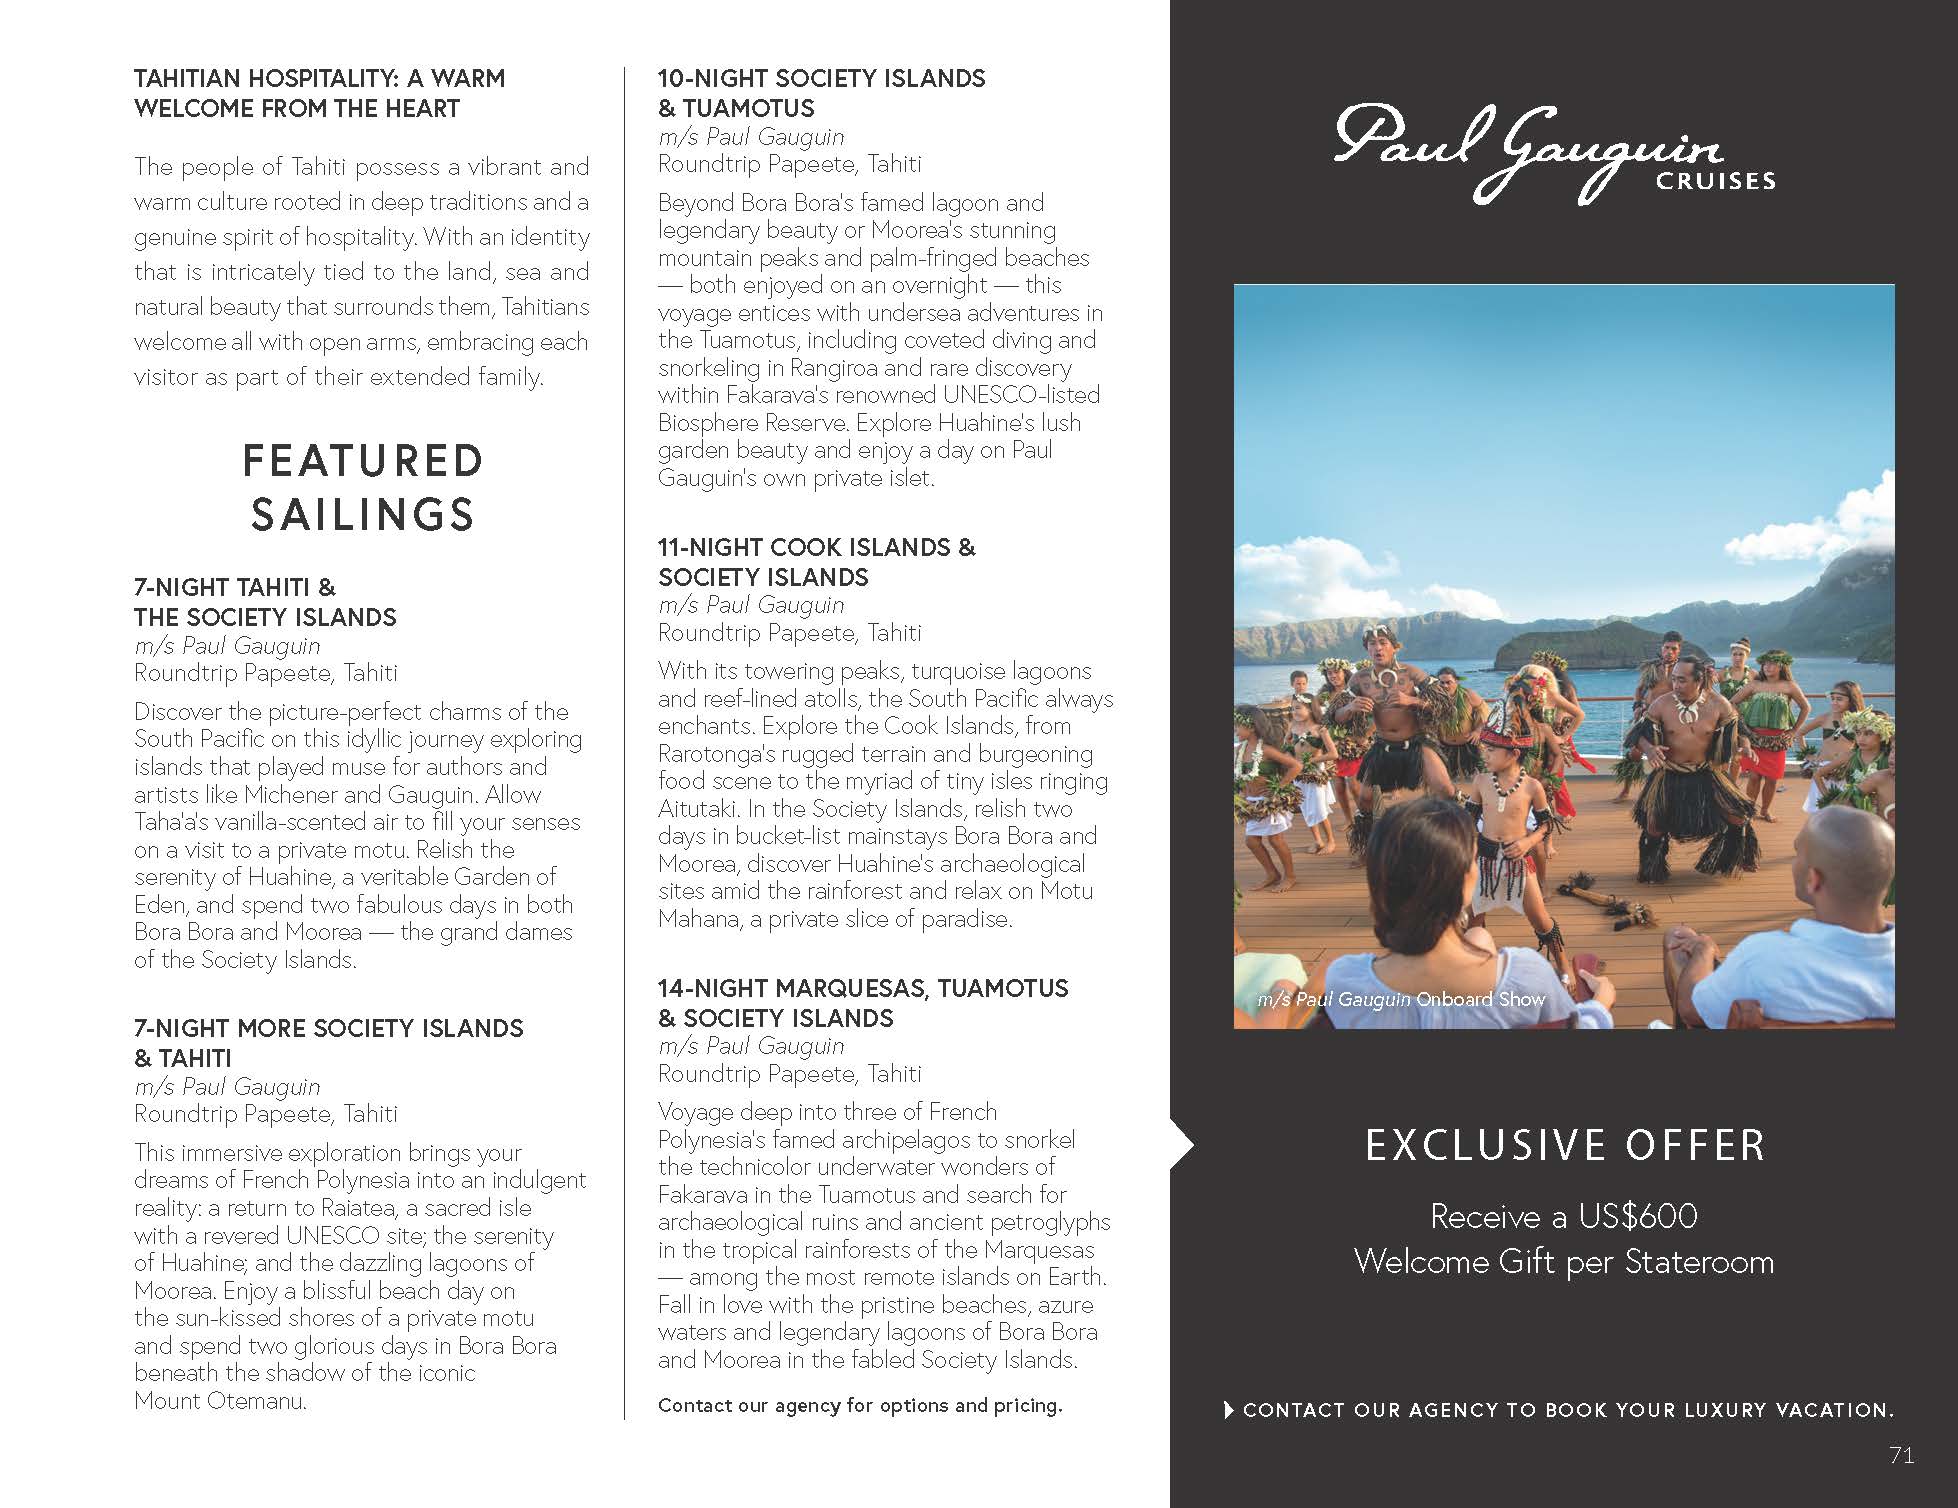 TAHITIAN HOSPITALITY: A WARM
WELCOME FROM THE HEART
The people of Tahiti possess a vibrant and
warm culture rooted in deep traditions and a
genuine spirit of hospitality. With an identity
that is intricately tied to the land, sea and
natural beauty that surrounds them, Tahitians
welcome all with open arms, embracing each
visitor as part of their extended family.
FEATURED
SAILINGS
7-NIGHT TAHITI &
THE SOCIETY ISLANDS
m/s Paul Gauguin
Roundtrip Papeete, Tahiti
Discover the picture-perfect charms of the
South Pacific on this idyllic journey exploring
islands that played muse for authors and
artists like Michener and Gauguin. Allow
Taha'a's vanilla-scented air to fill your senses
on a visit to a private motu. Relish the
serenity of Huahine, a veritable Garden of
Eden, and spend two fabulous days in both
Bora Bora and Moorea — the grand dames
of the Society Islands.
7-NIGHT MORE SOCIETY ISLANDS
& TAHITI
m/s Paul Gauguin
Roundtrip Papeete, Tahiti
This immersive exploration brings your
dreams of French Polynesia into an indulgent
reality: a return to Raiatea, a sacred isle
with a revered UNESCO site; the serenity
of Huahine; and the dazzling lagoons of
Moorea. Enjoy a blissful beach day on
the sun-kissed shores of a private motu
and spend two glorious days in Bora Bora
beneath the shadow of the iconic
Mount Otemanu.
10-NIGHT SOCIETY ISLANDS
& TUAMOTUS
m/s Paul Gauguin
Roundtrip Papeete, Tahiti
Beyond Bora Bora's famed lagoon and
legendary beauty or Moorea's stunning
mountain peaks and palm-fringed beaches
— both enjoyed on an overnight — this
voyage entices with undersea adventures in
the Tuamotus, including coveted diving and
snorkeling in Rangiroa and rare discovery
within Fakarava's renowned UNESCO-listed
Biosphere Reserve. Explore Huahine's lush
garden beauty and enjoy a day on Paul
Gauguin's own private islet.
11-NIGHT COOK ISLANDS &
SOCIETY ISLANDS
m/s Paul Gauguin
Roundtrip Papeete, Tahiti
With its towering peaks, turquoise lagoons
and reef-lined atolls, the South Pacific always
enchants. Explore the Cook Islands, from
Rarotonga's rugged terrain and burgeoning
food scene to the myriad of tiny isles ringing
Aitutaki. In the Society Islands, relish two
days in bucket-list mainstays Bora Bora and
Moorea, discover Huahine's archaeological
sites amid the rainforest and relax on Motu
Mahana, a private slice of paradise.
14-NIGHT MARQUESAS, TUAMOTUS
& SOCIETY ISLANDS
m/s Paul Gauguin
Roundtrip Papeete, Tahiti
Voyage deep into three of French
Polynesia's famed archipelagos to snorkel
the technicolor underwater wonders of
Fakarava in the Tuamotus and search for
archaeological ruins and ancient petroglyphs
in the tropical rainforests of the Marquesas
— among the most remote islands on Earth.
Fall in love with the pristine beaches, azure
waters and legendary lagoons of Bora Bora
and Moorea in the fabled Society Islands.
Contact our agency for options and pricing.
Paul Gauguin
CRUISES
m/s Paul Gauguin Onboard Show
EXCLUSIVE OFFER
Receive a US$600
Welcome Gift per Stateroom
CONTACT OUR AGENCY TO BOOK YOUR LUXURY VACATION.
71